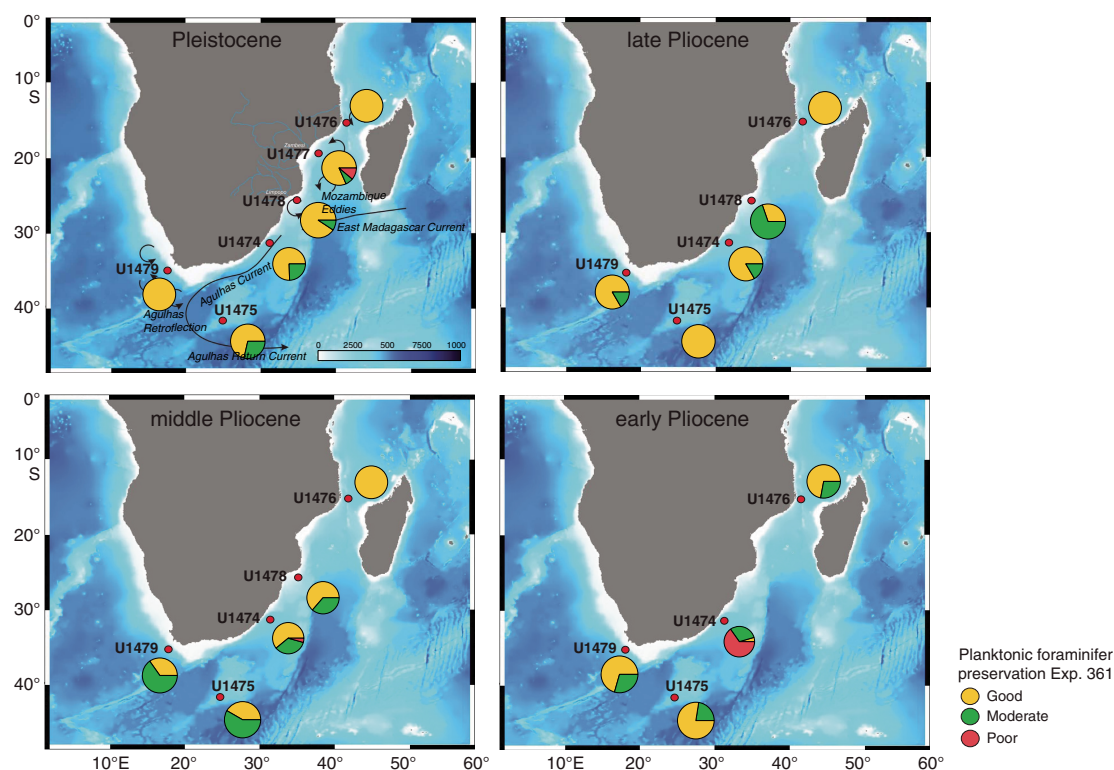 0°
10°
S
20°
30°
40°
Pleistocene
U1476
Zambesi
U1477
Limpopo
U1478
Mozambique
Eddies
East Madagascar Current
U1474
U1479
Agulhas Current
U1475
Agulhas
Retroflection
Agulhas Return Current
0 2500 5000 7500 1000
late Pliocene
U1476
U1478
U1474
U1479
U1475
0°
10°
S
20°
30°
40°
middle Pliocene
U1476
U1478
U1474
U1479
U1475
10°E 20° 30° 40° 50° 60°
early Pliocene
U1476
U1474
U1479
U1475
10°E 20° 30° 40° 50° 60°
Planktonic foraminifer
preservation Exp. 361
Good
Moderate
Poor